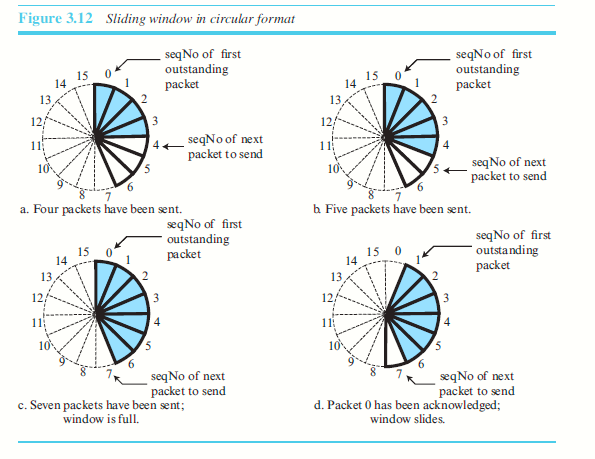 Figure 3.12 Sliding window in circular format
seqNo of first
outstanding
packet
0
1
2
3
4
5
6
7
8
9
10
11
12
13
14
15
seqNo of next
packet to send
a. Four packets have been sent.
seqNo of first
outstanding
packet
0
1
2
3
4
5
6
7
8
9
10
11
12
13
14
15
seqNo of next
packet to send
b. Five packets have been sent.
seqNo of first
outstanding
packet
0
1
2
3
4
5
6
7
8
9
10
11
12
13
14
15
seqNo of next
packet to send
c. Seven packets have been sent;
window is full.
seqNo of first
outstanding
packet
0
1
2
3
4
5
6
7
8
9
10
11
12
13
14
15
seqNo of next
packet to send
d. Packet 0 has been acknowledged;
window slides.